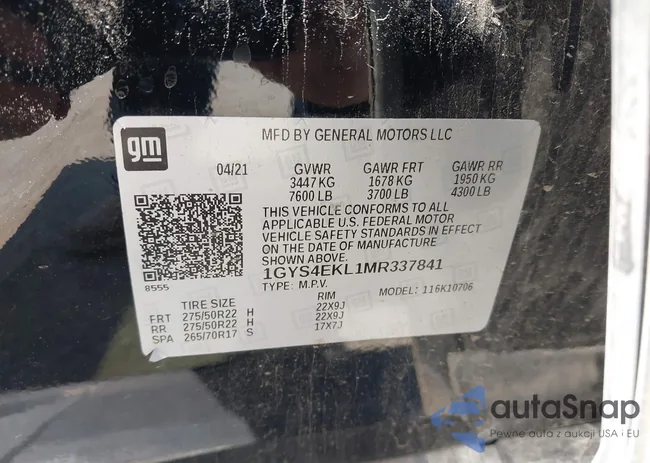 gm
MFD BY GENERAL MOTORS LLC
04/21 GVWR GAWR FRT GAWR RR
3447 KG 1678 KG 1950 KG
7600 LB 3700 LB 4300 LB
THIS VEHICLE CONFORMS TO ALL
APPLICABLE U.S. FEDERAL MOTOR
VEHICLE SAFETY STANDARDS IN EFFECT
ON THE DATE OF MANUFACTURE
SHOWN ABOVE.
8555
1GYS4EKL1MR337841
TYPE: M.P.V. MODEL: 116K10706
TIRE SIZE RIM
FRT 275/50R22 H 22X9J
RR 275/50R22 H 22X9J
SPA 265/70R17 S 17X7J
autaSnap
Pewne auta z aukcji USA i EU